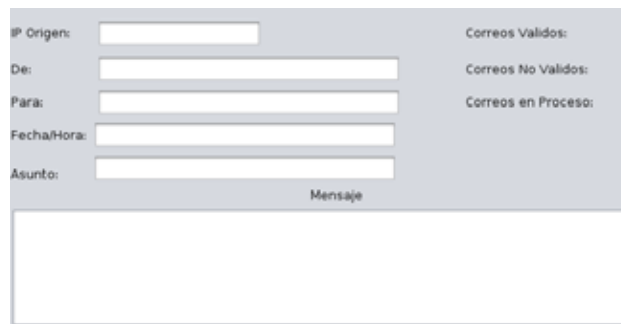 IP Origen: Correos Validos:
De: Correos No Validos:
Para: Correos en Proceso:
Fecha/Hora:
Asunto:
Mensaje